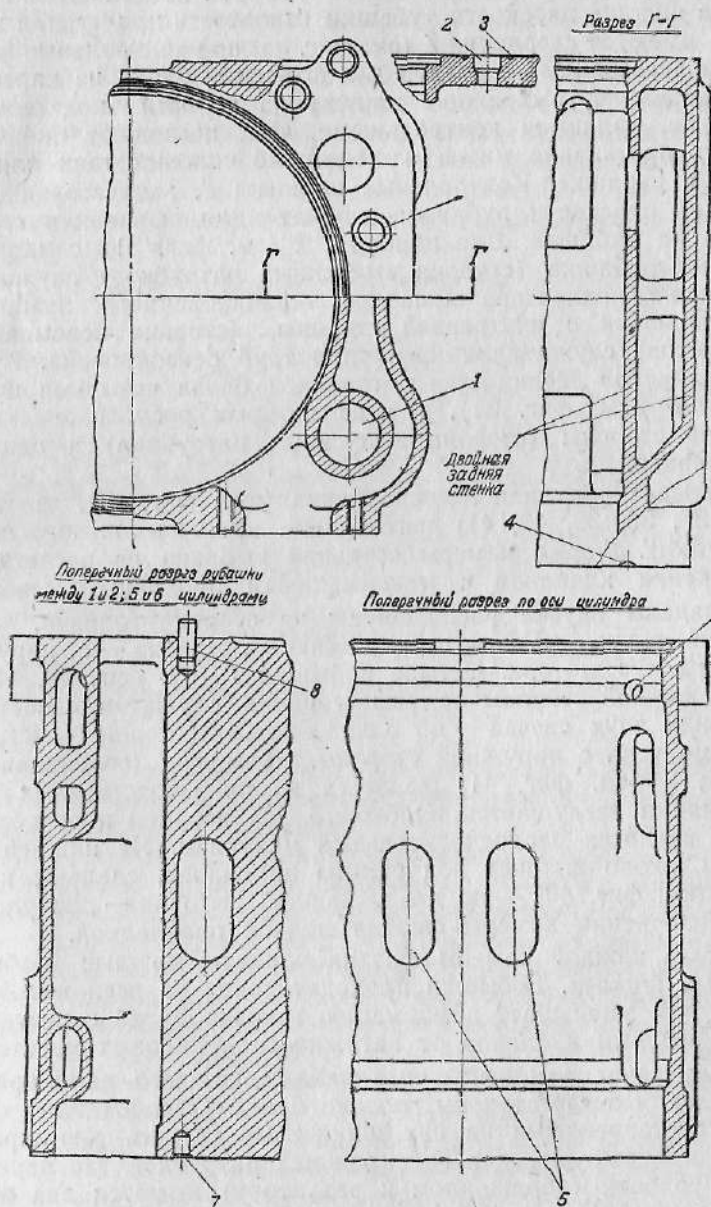 Разрез Г-Г
2
3
Г
Г
1
Двойная
задняя
стенка
4
Поперечный разрез рубашки
между 1 и 2; 5 и 6 цилиндрами
Поперечный разрез по оси цилиндра
8
7
5